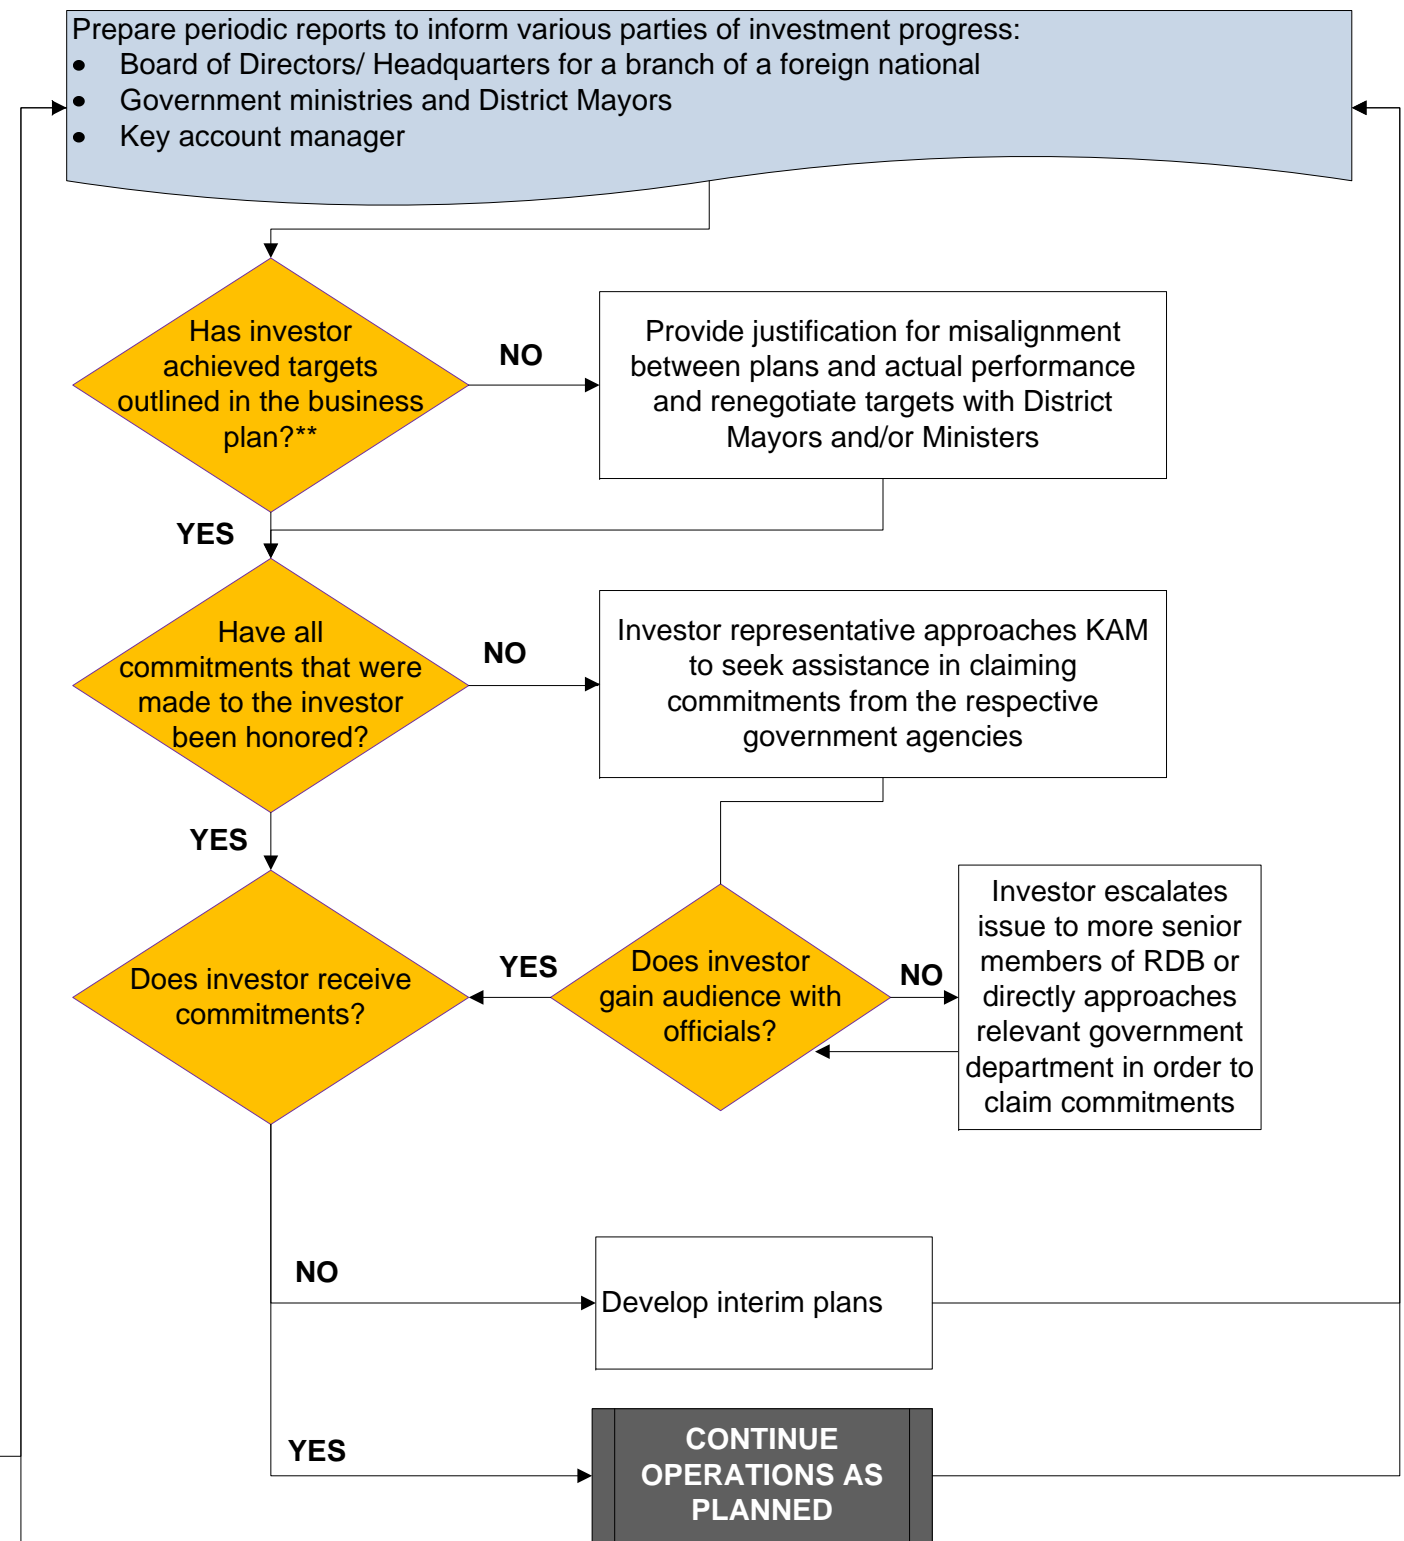 Prepare periodic reports to inform various parties of investment progress:
• Board of Directors/ Headquarters for a branch of a foreign national
• Government ministries and District Mayors
• Key account manager
Has investor
achieved targets
outlined in the business
plan?**
NO
Provide justification for misalignment
between plans and actual performance
and renegotiate targets with District
Mayors and/or Ministers
YES
Have all
commitments that were
made to the investor
been honored?
NO
Investor representative approaches KAM
to seek assistance in claiming
commitments from the respective
government agencies
YES
Does investor receive
commitments?
YES
Does investor
gain audience with
officials?
NO
Investor escalates
issue to more senior
members of RDB or
directly approaches
relevant government
department in order to
claim commitments
NO
Develop interim plans
YES
CONTINUE
OPERATIONS AS
PLANNED